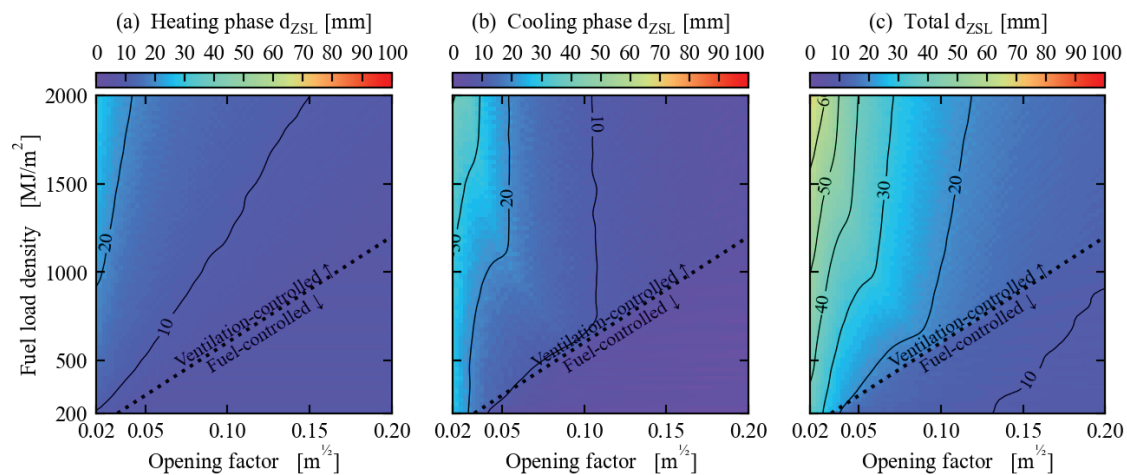 (a) Heating phase d_ZSL [mm]
0 10 20 30 40 50 60 70 80 90 100
(b) Cooling phase d_ZSL [mm]
0 10 20 30 40 50 60 70 80 90 100
(c) Total d_ZSL [mm]
0 10 20 30 40 50 60 70 80 90 100
Fuel load density [MJ/m²]
2000
1500
1000
500
200
20
10
Ventilation-controlled ↑
Fuel-controlled ↓
0.02 0.05 0.10 0.15 0.20
Opening factor [m^½]
30
20
10
Ventilation-controlled ↑
Fuel-controlled ↓
0.02 0.05 0.10 0.15 0.20
Opening factor [m^½]
6
50
40
30
20
10
Ventilation-controlled ↑
Fuel-controlled ↓
0.02 0.05 0.10 0.15 0.20
Opening factor [m^½]